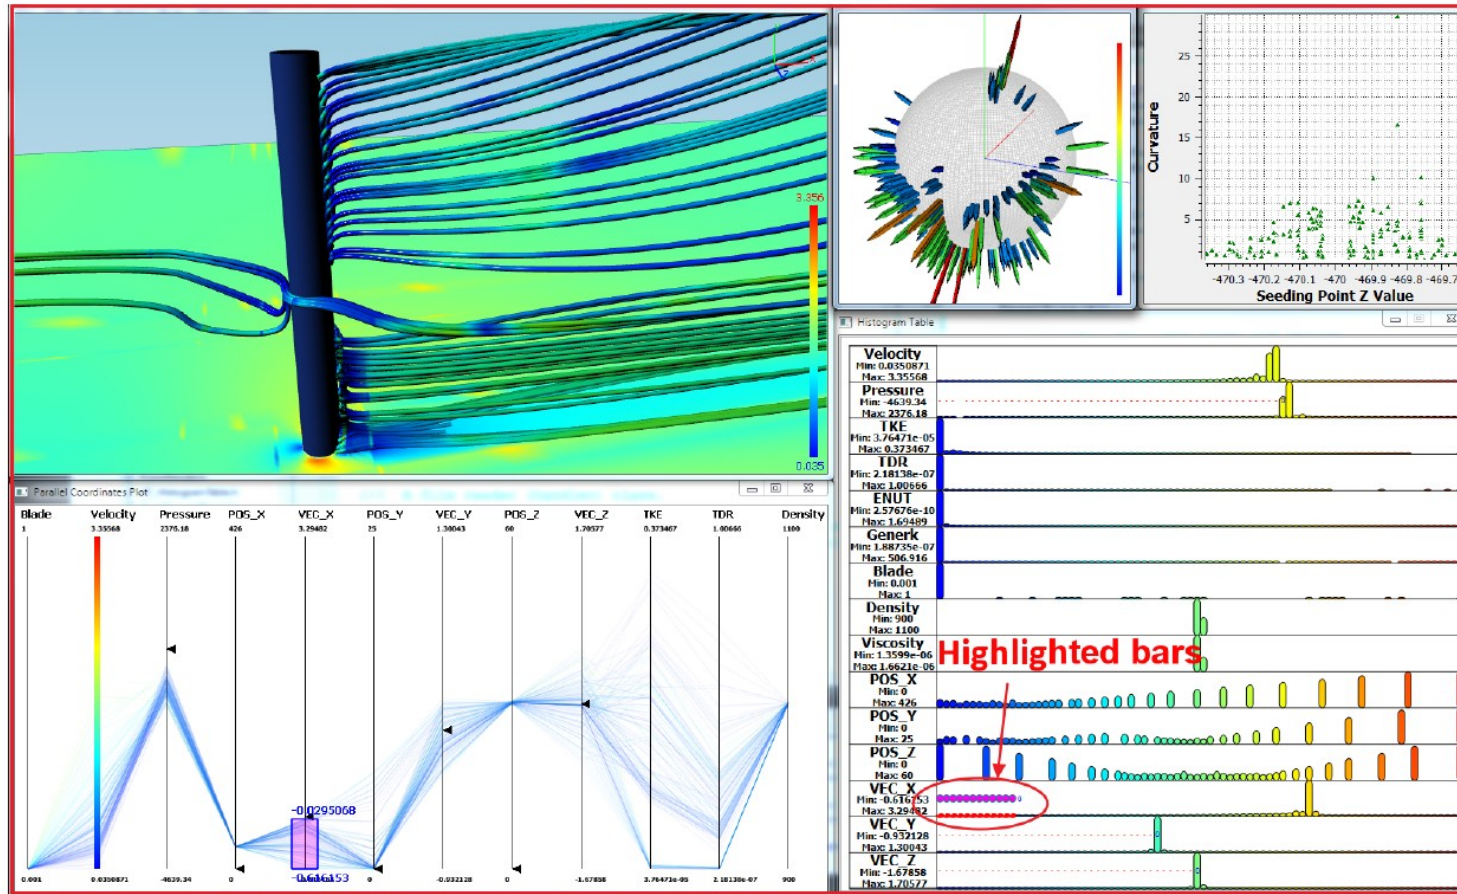 X
Z
3.356
0.035
Curvature
25
20
15
10
5
-470.3 -470.2 -470.1 -470 -469.9 -469.8 -469.7
Seeding Point Z Value
Parallel Coordinates Plot
Blade Velocity Pressure POS_X VEC_X POS_Y VEC_Y POS_Z VEC_Z TKE TDR Density
1 3.35568 2376.18 426 3.29482 25 1.30043 60 1.70577 0.373467 1.00666 1100
-0.0295068
-0.616153
0.001 0.0350871 -4639.34 0 0 -0.932128 0 -1.67858 3.76471e-05 2.18138e-07 900
Histogram Table
Velocity
Min: 0.0350871
Max: 3.35568
Pressure
Min: -4639.34
Max: 2376.18
TKE
Min: 3.76471e-05
Max: 0.373467
TDR
Min: 2.18138e-07
Max: 1.00666
ENUT
Min: 2.57676e-10
Max: 1.69489
Generk
Min: 1.88735e-07
Max: 506.916
Blade
Min: 0.001
Max: 1
Density
Min: 900
Max: 1100
Viscosity
Min: 1.3599e-06
Max: 1.6621e-06
Highlighted bars
POS_X
Min: 0
Max: 426
POS_Y
Min: 0
Max: 25
POS_Z
Min: 0
Max: 60
VEC_X
Min: -0.616153
Max: 3.29482
VEC_Y
Min: -0.932128
Max: 1.30043
VEC_Z
Min: -1.67858
Max: 1.70577